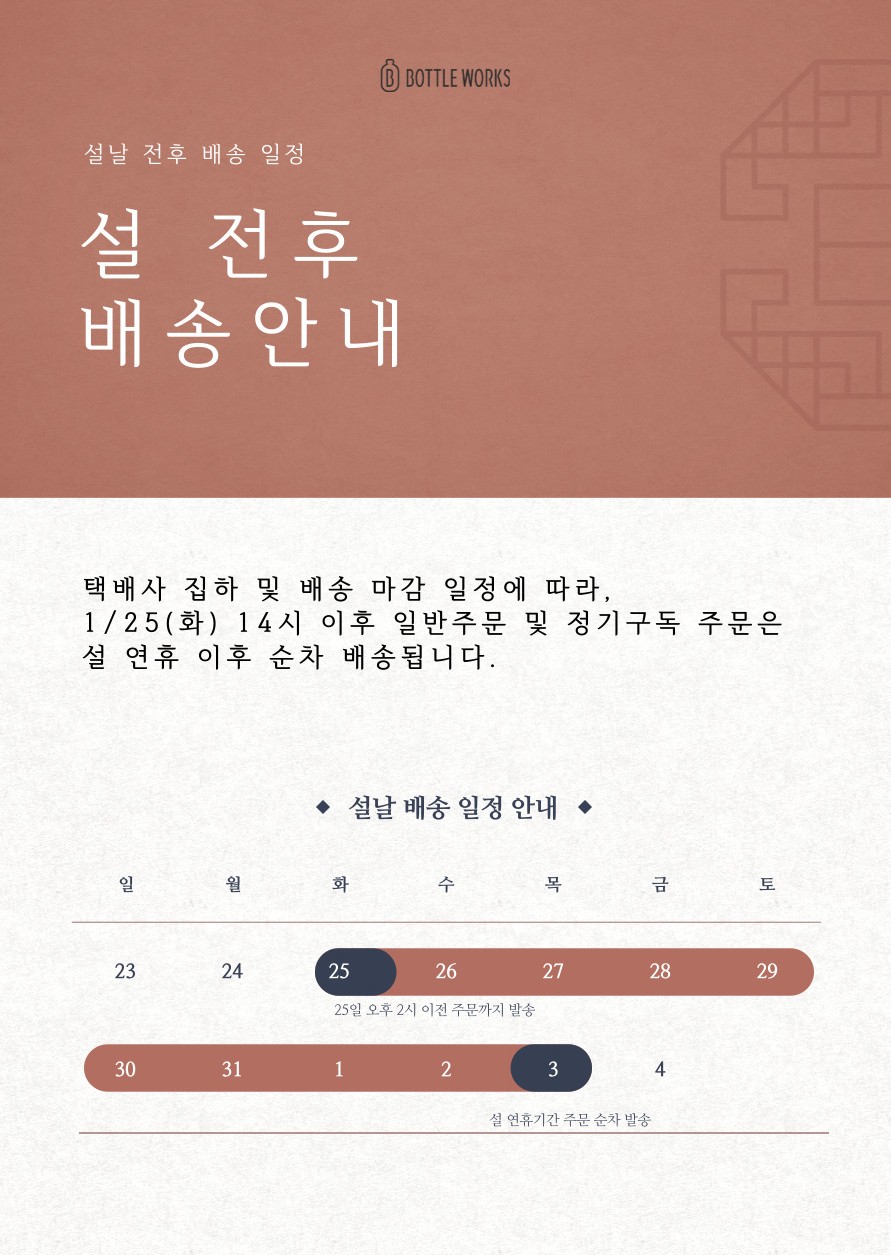 BOTTLE WORKS
설날 전후 배송 일정
설 전후
배송안내
택배사 집하 및 배송 마감 일정에 따라,
1/25(화) 14시 이후 일반주문 및 정기구독 주문은
설 연휴 이후 순차 배송됩니다.
◆ 설날 배송 일정 안내 ◆
일 월 화 수 목 금 토
23 24 25 26 27 28 29
25일 오후 2시 이전 주문까지 발송
30 31 1 2 3 4
설 연휴기간 주문 순차 발송